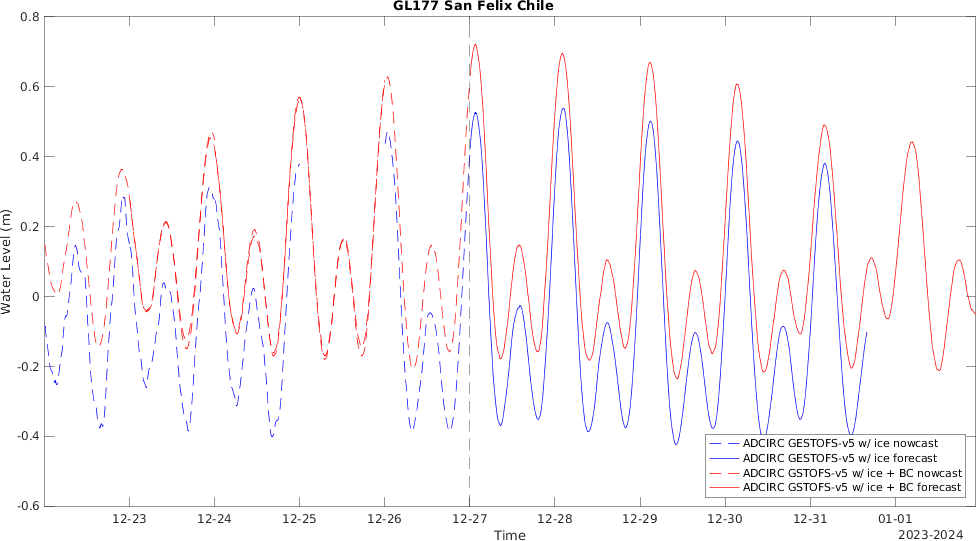 GL177 San Felix Chile
0.8
0.6
0.4
0.2
0
-0.2
-0.4
-0.6
Water Level (m)
ADCIRC GESTOFS-v5 w/ ice nowcast
ADCIRC GESTOFS-v5 w/ ice forecast
ADCIRC GSTOFS-v5 w/ ice + BC nowcast
ADCIRC GSTOFS-v5 w/ ice + BC forecast
12-23 12-24 12-25 12-26 12-27 12-28 12-29 12-30 12-31 01-01
Time
2023-2024